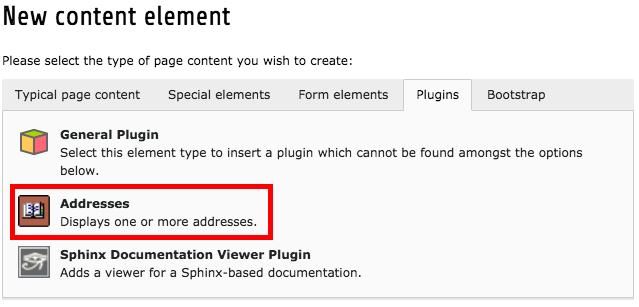 New content element
Please select the type of page content you wish to create:
Typical page content Special elements Form elements Plugins Bootstrap
General Plugin
Select this element type to insert a plugin which cannot be found amongst the options
below.
Addresses
Displays one or more addresses.
Sphinx Documentation Viewer Plugin
Adds a viewer for a Sphinx-based documentation.